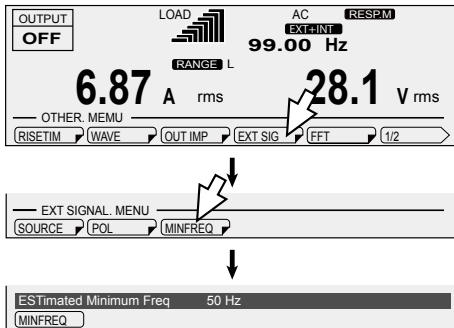 OUTPUT LOAD AC RESP.M
OFF EXT+INT
99.00 Hz
RANGE L
6.87 A rms 28.1 V rms
OTHER. MEMU
RISETIM WAVE OUT IMP EXT SIG FFT 1/2
EXT SIGNAL. MENU
SOURCE POL MINFREQ
ESTimated Minimum Freq 50 Hz
MINFREQ